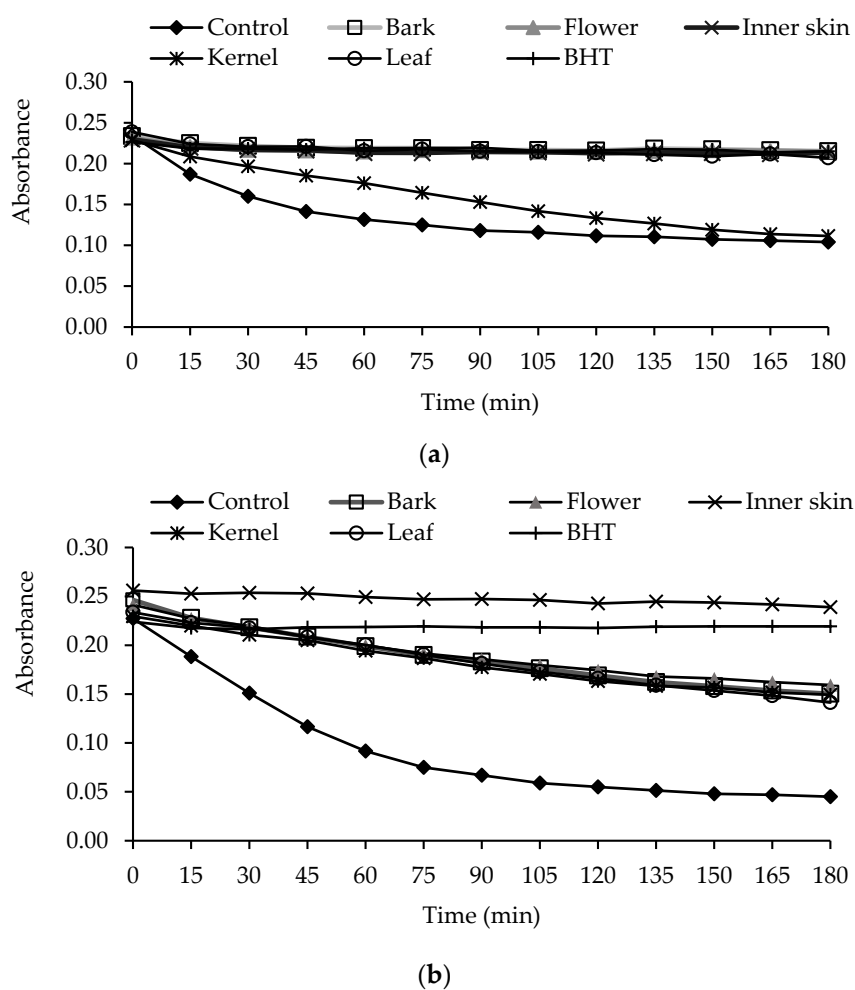 Control Bark Flower Inner skin
Kernel Leaf BHT
0.30
0.25
0.20
0.15
0.10
0.05
0.00
Absorbance
0 15 30 45 60 75 90 105 120 135 150 165 180
Time (min)
(a)
Control Bark Flower Inner skin
Kernel Leaf BHT
0.30
0.25
0.20
0.15
0.10
0.05
0.00
Absorbance
0 15 30 45 60 75 90 105 120 135 150 165 180
Time (min)
(b)